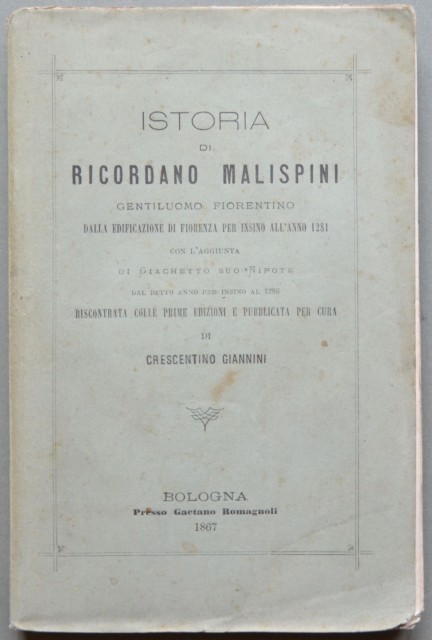 ISTORIA
DI
RICORDANO MALISPINI
GENTILUOMO FIORENTINO
DALLA EDIFICAZIONE DI FIORENZA PER INSINO ALL'ANNO 1281
CON L'AGGIUNTA
DI GIACHETTO SUO NIPOTE
DAL DETTO ANNO PER INSINO AL 1286
RISCONTRATA COLLE PRIME EDIZIONI E PUBBLICATA PER CURA
DI
CRESCENTINO GIANNINI
BOLOGNA
Presso Gaetano Romagnoli
1867